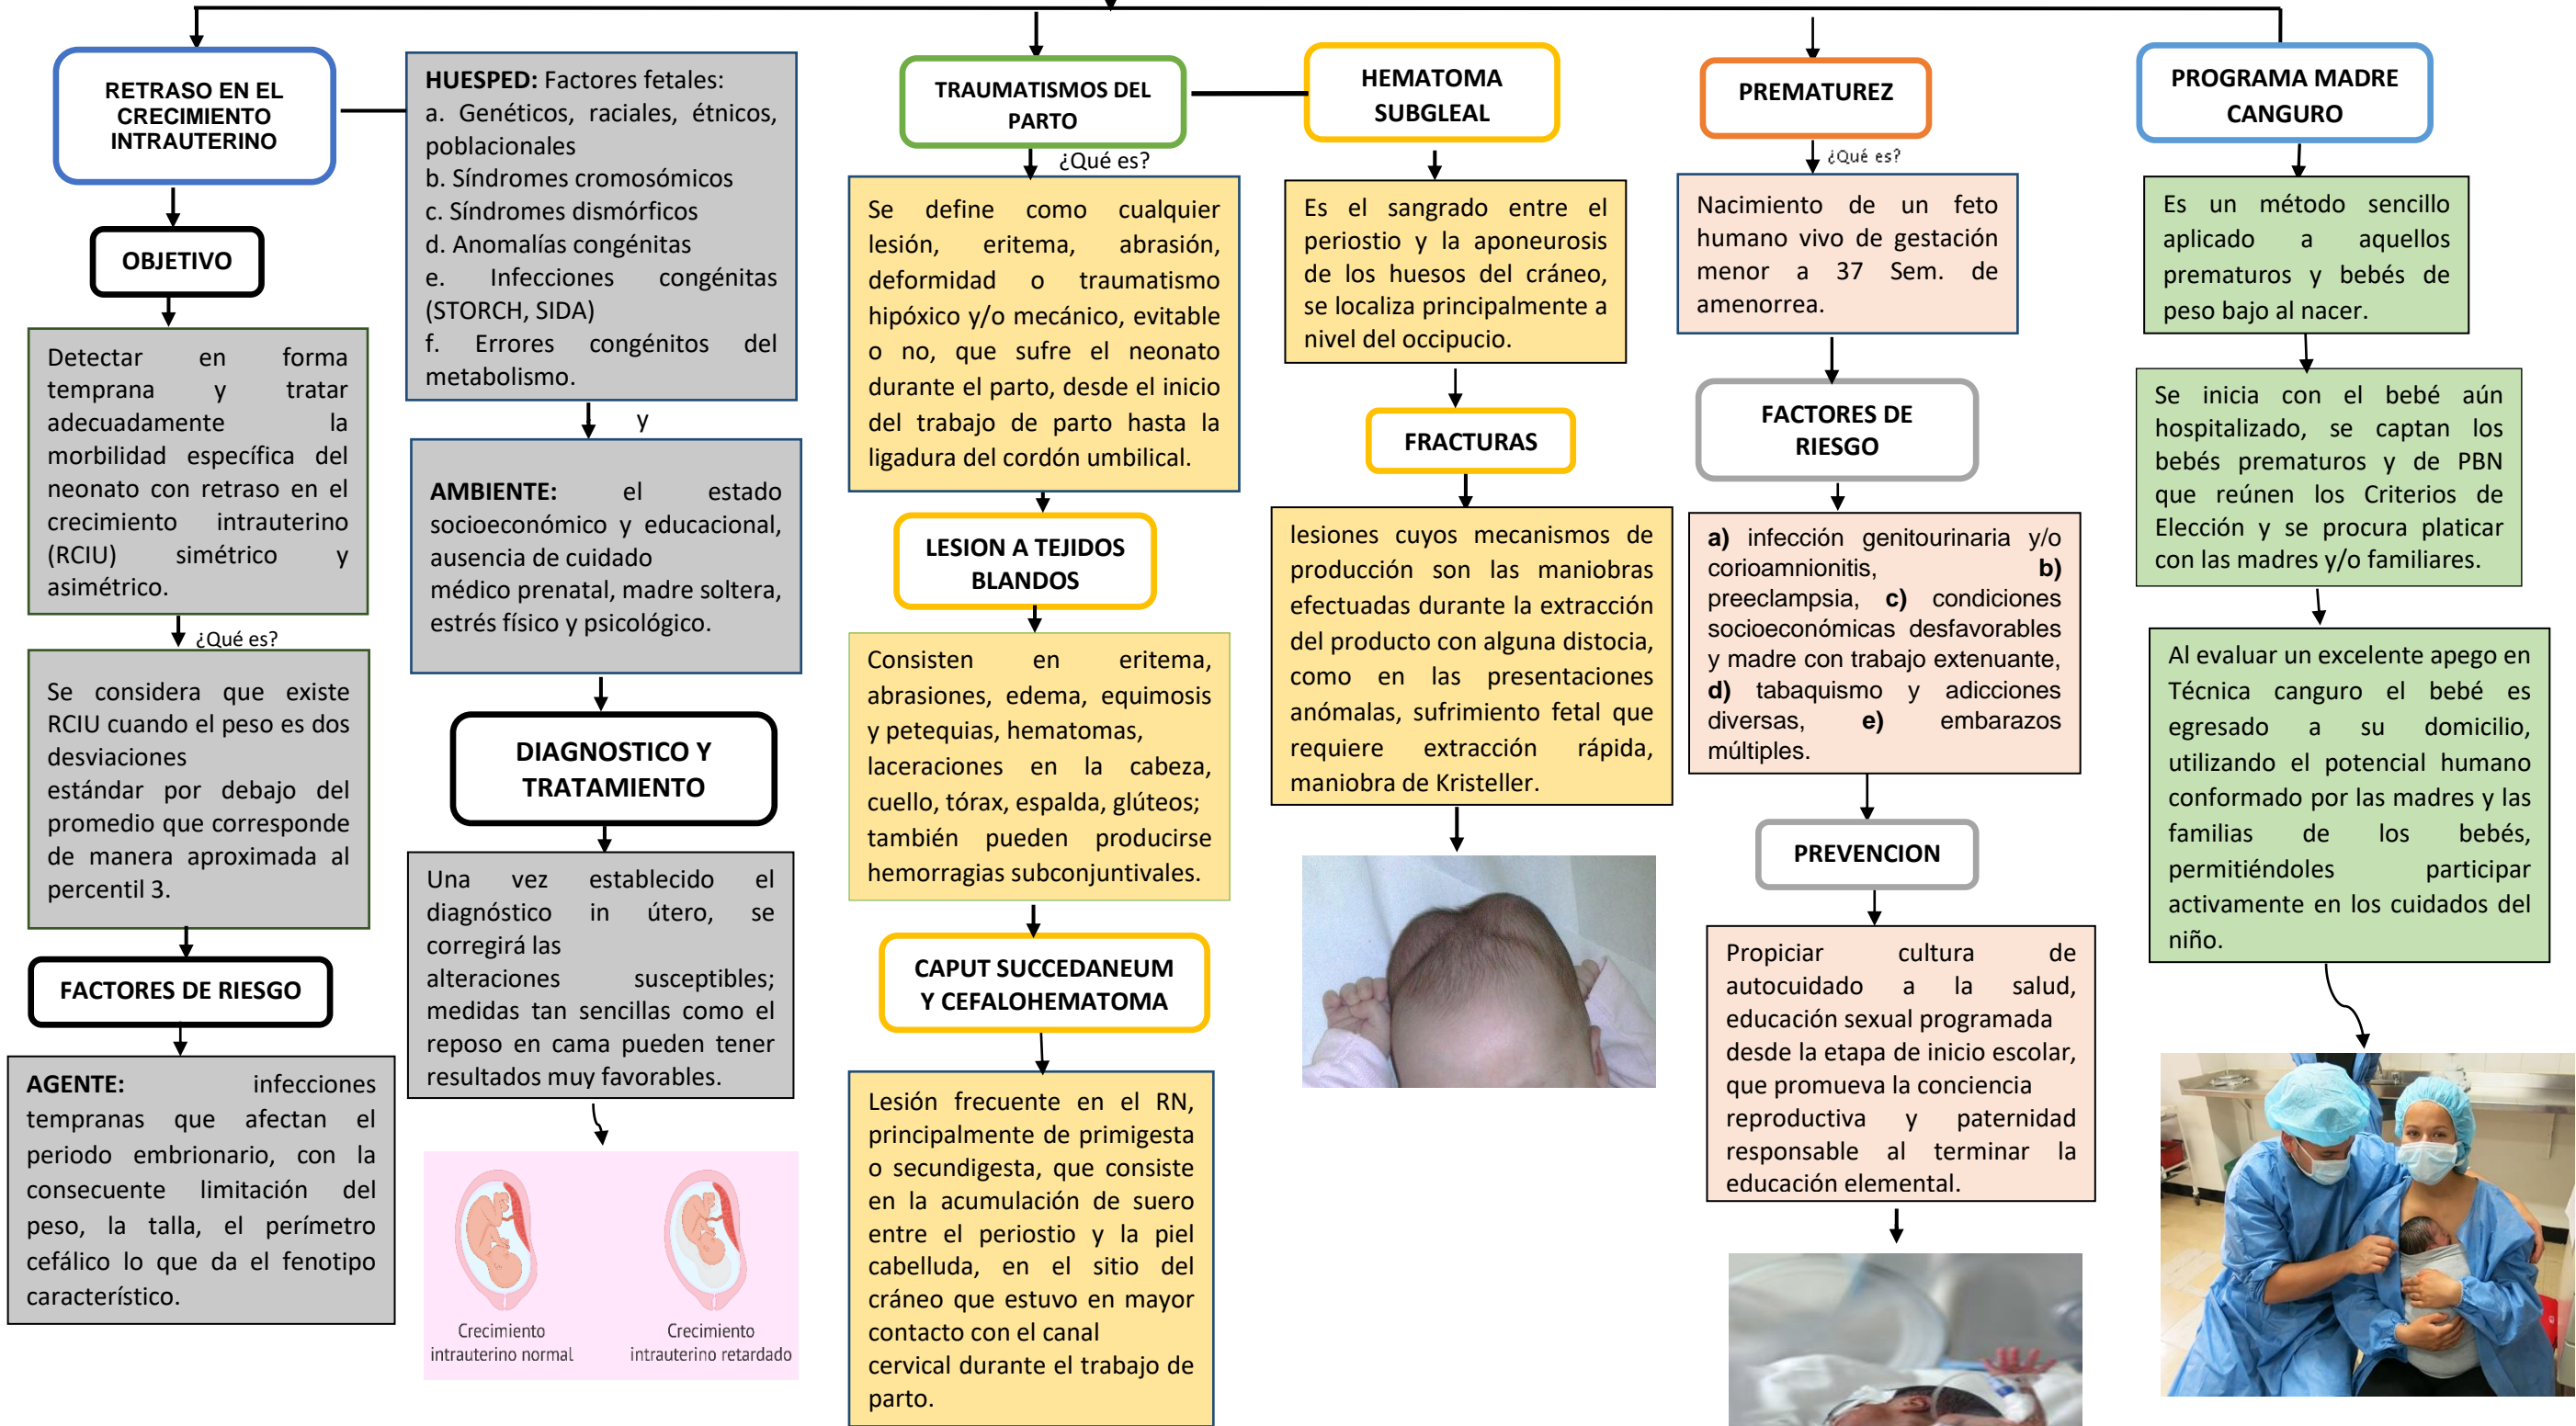 RETRASO EN EL
CRECIMIENTO
INTRAUTERINO
OBJETIVO
Detectar en forma
temprana y tratar
adecuadamente la
morbilidad específica del
neonato con retraso en el
crecimiento intrauterino
(RCIU) simétrico y
asimétrico.
¿Qué es?
Se considera que existe
RCIU cuando el peso es dos
desviaciones
estándar por debajo del
promedio que corresponde
de manera aproximada al
percentil 3.
FACTORES DE RIESGO
AGENTE: infecciones
tempranas que afectan el
periodo embrionario, con la
consecuente limitación del
peso, la talla, el perímetro
cefálico lo que da el fenotipo
característico.
HUESPED: Factores fetales:
a. Genéticos, raciales, étnicos,
poblacionales
b. Síndromes cromosómicos
c. Síndromes dismórficos
d. Anomalías congénitas
e. Infecciones congénitas
(STORCH, SIDA)
f. Errores congénitos del
metabolismo.
y
AMBIENTE: el estado
socioeconómico y educacional,
ausencia de cuidado
médico prenatal, madre soltera,
estrés físico y psicológico.
DIAGNOSTICO Y
TRATAMIENTO
Una vez establecido el
diagnóstico in útero, se
corregirá las
alteraciones susceptibles;
medidas tan sencillas como el
reposo en cama pueden tener
resultados muy favorables.
Crecimiento
intrauterino normal
Crecimiento
intrauterino retardado
TRAUMATISMOS DEL
PARTO
¿Qué es?
Se define como cualquier
lesión, eritema, abrasión,
deformidad o traumatismo
hipóxico y/o mecánico, evitable
o no, que sufre el neonato
durante el parto, desde el inicio
del trabajo de parto hasta la
ligadura del cordón umbilical.
LESION A TEJIDOS
BLANDOS
Consisten en eritema,
abrasiones, edema, equimosis
y petequias, hematomas,
laceraciones en la cabeza,
cuello, tórax, espalda, glúteos;
también pueden producirse
hemorragias subconjuntivales.
CAPUT SUCCEDANEUM
Y CEFALOHEMATOMA
Lesión frecuente en el RN,
principalmente de primigesta
o secundigesta, que consiste
en la acumulación de suero
entre el periostio y la piel
cabelluda, en el sitio del
cráneo que estuvo en mayor
contacto con el canal
cervical durante el trabajo de
parto.
HEMATOMA
SUBGLEAL
Es el sangrado entre el
periostio y la aponeurosis
de los huesos del cráneo,
se localiza principalmente a
nivel del occipucio.
FRACTURAS
lesiones cuyos mecanismos de
producción son las maniobras
efectuadas durante la extracción
del producto con alguna distocia,
como en las presentaciones
anómalas, sufrimiento fetal que
requiere extracción rápida,
maniobra de Kristeller.
PREMATUREZ
¿Qué es?
Nacimiento de un feto
humano vivo de gestación
menor a 37 Sem. de
amenorrea.
FACTORES DE
RIESGO
a) infección genitourinaria y/o
corioamnionitis, b)
preeclampsia, c) condiciones
socioeconómicas desfavorables
y madre con trabajo extenuante,
d) tabaquismo y adicciones
diversas, e) embarazos
múltiples.
PREVENCION
Propiciar cultura de
autocuidado a la salud,
educación sexual programada
desde la etapa de inicio escolar,
que promueva la conciencia
reproductiva y paternidad
responsable al terminar la
educación elemental.
PROGRAMA MADRE
CANGURO
Es un método sencillo
aplicado a aquellos
prematuros y bebés de
peso bajo al nacer.
Se inicia con el bebé aún
hospitalizado, se captan los
bebés prematuros y de PBN
que reúnen los Criterios de
Elección y se procura platicar
con las madres y/o familiares.
Al evaluar un excelente apego en
Técnica canguro el bebé es
egresado a su domicilio,
utilizando el potencial humano
conformado por las madres y las
familias de los bebés,
permitiéndoles participar
activamente en los cuidados del
niño.